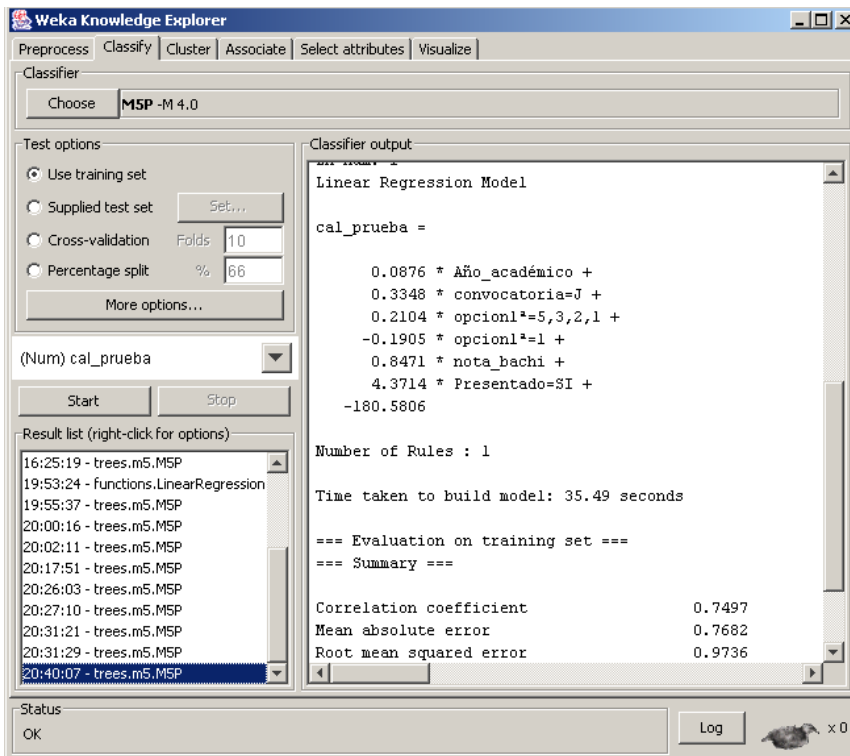 Weka Knowledge Explorer
Preprocess Classify Cluster Associate Select attributes Visualize
Classifier
Choose M5P -M 4.0
Test options
Use training set
Supplied test set Set...
Cross-validation Folds 10
Percentage split % 66
More options...
(Num) cal_prueba
Start Stop
Result list (right-click for options)
16:25:19 - trees.m5.M5P
19:53:24 - functions.LinearRegression
19:55:37 - trees.m5.M5P
20:00:16 - trees.m5.M5P
20:02:11 - trees.m5.M5P
20:17:51 - trees.m5.M5P
20:26:03 - trees.m5.M5P
20:27:10 - trees.m5.M5P
20:31:21 - trees.m5.M5P
20:31:29 - trees.m5.M5P
20:40:07 - trees.m5.M5P
Classifier output
Linear Regression Model
cal_prueba =
0.0876 * Año_académico +
0.3348 * convocatoria=J +
0.2104 * opcion1ª=5,3,2,1 +
-0.1905 * opcion1ª=1 +
0.8471 * nota_bachi +
4.3714 * Presentado=SI +
-180.5806
Number of Rules : 1
Time taken to build model: 35.49 seconds
=== Evaluation on training set ===
=== Summary ===
Correlation coefficient 0.7497
Mean absolute error 0.7682
Root mean squared error 0.9736
Status
OK
Log
x 0